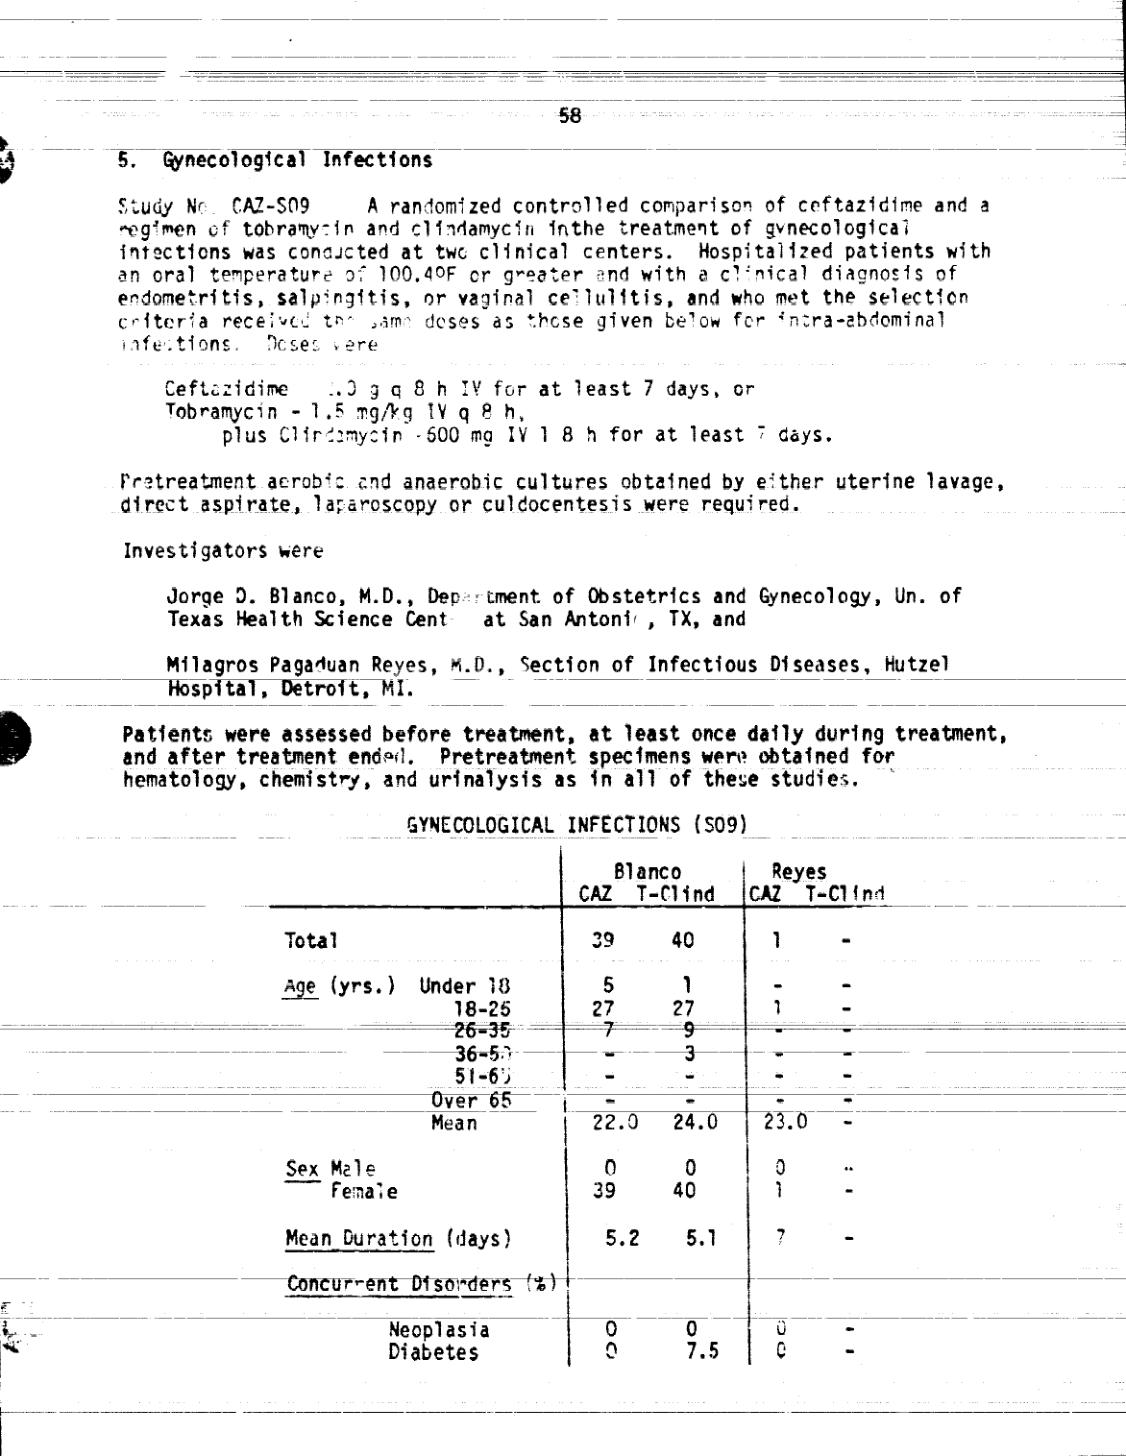 58
5. Gynecological Infections
Study No. CAZ-S09 A randomized controlled comparison of ceftazidime and a
regimen of tobramycin and clindamycin inthe treatment of gynecological
infections was conducted at two clinical centers. Hospitalized patients with
an oral temperature of 100.4ºF or greater and with a clinical diagnosis of
endometritis, salpingitis, or vaginal cellulitis, and who met the selection
criteria received the same doses as those given below for intra-abdominal
infections. Doses were
Ceftazidime g q 8 h IV for at least 7 days, or
Tobramycin - 1.5 mg/kg IV q 8 h,
plus Clindamycin -600 mg IV 1 8 h for at least 7 days.
Pretreatment aerobic and anaerobic cultures obtained by either uterine lavage,
direct aspirate, laparoscopy or culdocentesis were required.
Investigators were
Jorge D. Blanco, M.D., Department of Obstetrics and Gynecology, Un. of
Texas Health Science Cent at San Antoni , TX, and
Milagros Pagaduan Reyes, M.D., Section of Infectious Diseases, Hutzel
Hospital, Detroit, MI.
Patients were assessed before treatment, at least once daily during treatment,
and after treatment ended. Pretreatment specimens were obtained for
hematology, chemistry, and urinalysis as in all of these studies.
GYNECOLOGICAL INFECTIONS (S09)
Blanco Reyes
CAZ T-Clind CAZ T-Clind
Total 39 40 1 -
Age (yrs.) Under 18 5 1 - -
18-25 27 27 1 -
26-35 7 9 - -
36-50 - 3 - -
51-65 - - - -
Over 65 - - - -
Mean 22.0 24.0 23.0 -
Sex Male 0 0 0 -
Female 39 40 1 -
Mean Duration (days) 5.2 5.1 7 -
Concurrent Disorders (%)
Neoplasia 0 0 0 -
Diabetes 0 7.5 0 -